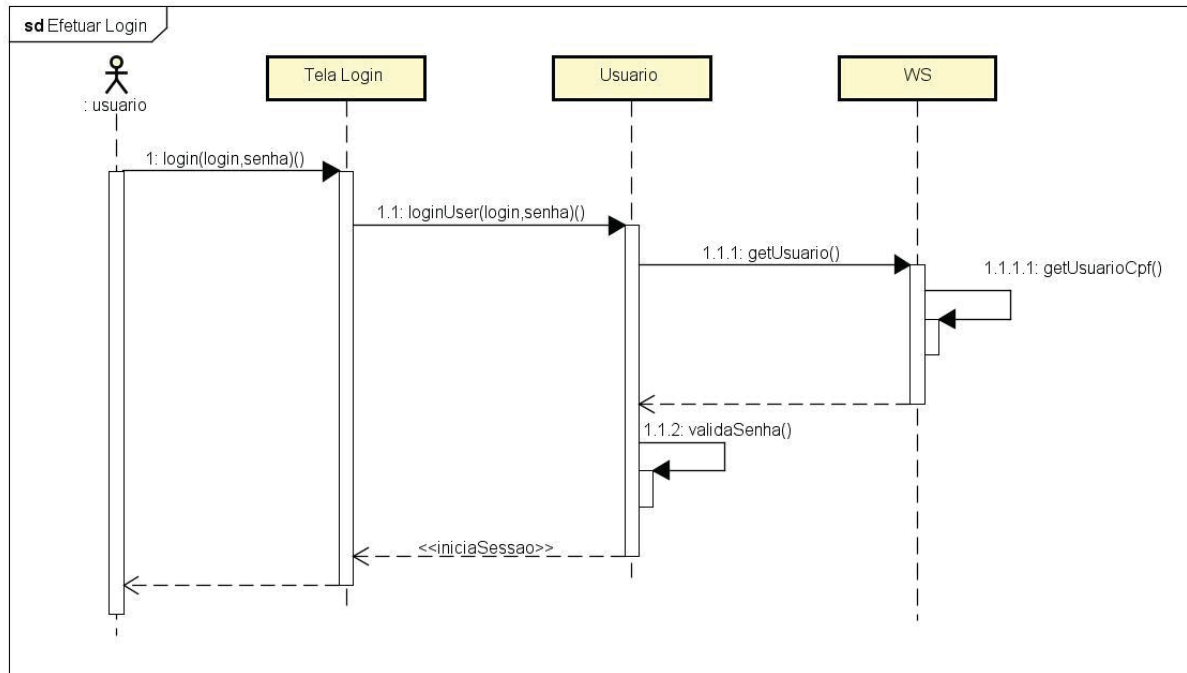 sd Efetuar Login
: usuario
Tela Login
Usuario
WS
1: login(login,senha)()
1.1: loginUser(login,senha)()
1.1.1: getUsuario()
1.1.1.1: getUsuarioCpf()
1.1.2: validaSenha()
<<iniciaSessao>>